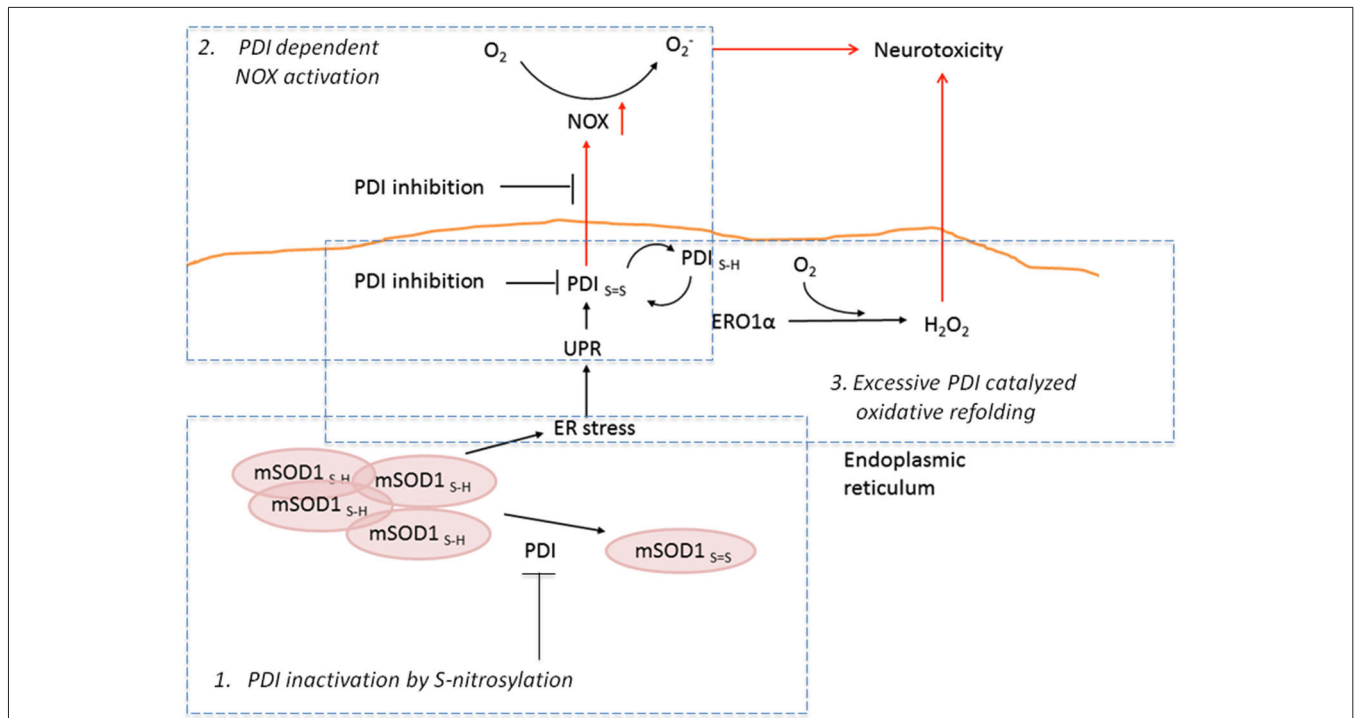 2. PDI dependent
NOX activation
O2
O2-
Neurotoxicity
NOX
PDI inhibition
PDI inhibition
PDI S=S
PDI S-H
O2
ERO1α
H2O2
UPR
3. Excessive PDI catalyzed
oxidative refolding
ER stress
Endoplasmic
reticulum
mSOD1 S-H
mSOD1 S-H
mSOD1 S-H
mSOD1 S-H
PDI
mSOD1 S=S
1. PDI inactivation by S-nitrosylation